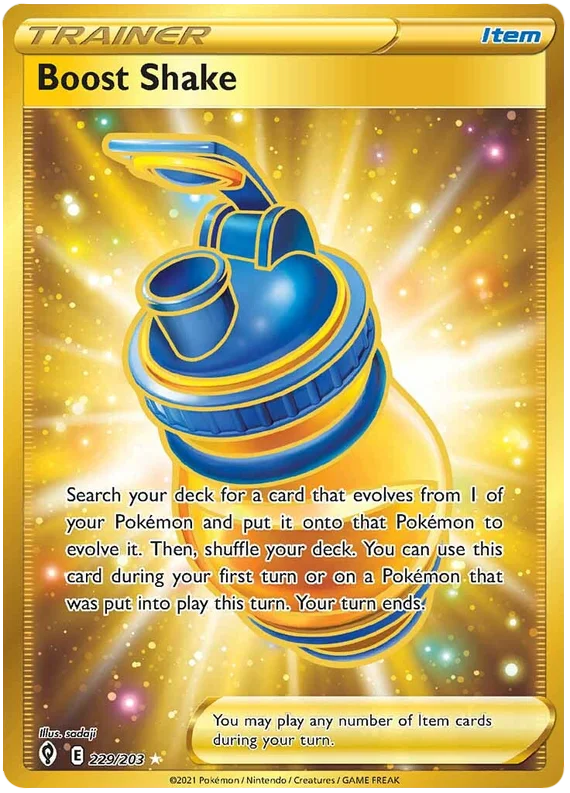 TRAINER
Item
Boost Shake
Search your deck for a card that evolves from 1 of
your Pokémon and put it onto that Pokémon to
evolve it. Then, shuffle your deck. You can use this
card during your first turn or on a Pokémon that
was put into play this turn. Your turn ends.
You may play any number of Item cards
during your turn.
Illus. sadaji
E 229/203 ★
©2021 Pokémon / Nintendo / Creatures / GAME FREAK